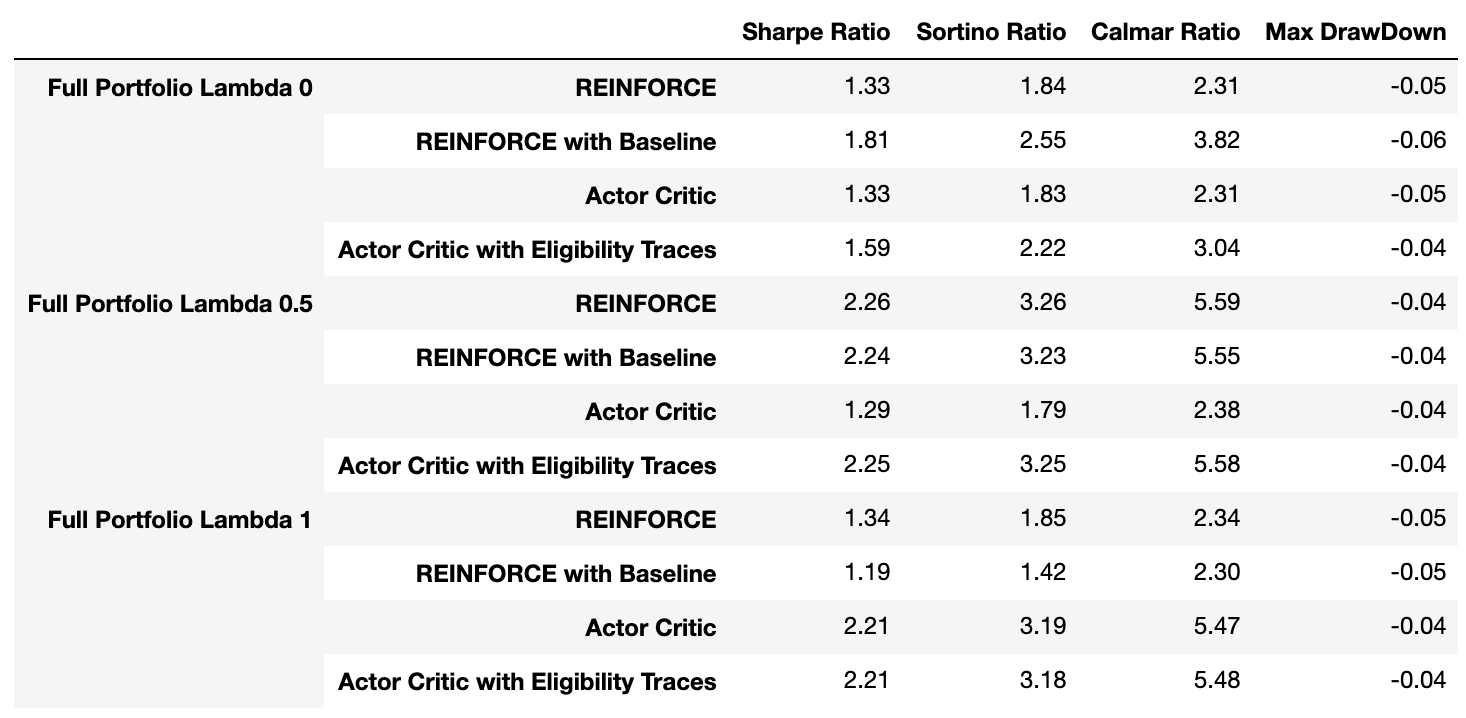 Sharpe Ratio Sortino Ratio Calmar Ratio Max DrawDown
Full Portfolio Lambda 0 REINFORCE 1.33 1.84 2.31 -0.05
REINFORCE with Baseline 1.81 2.55 3.82 -0.06
Actor Critic 1.33 1.83 2.31 -0.05
Actor Critic with Eligibility Traces 1.59 2.22 3.04 -0.04
Full Portfolio Lambda 0.5 REINFORCE 2.26 3.26 5.59 -0.04
REINFORCE with Baseline 2.24 3.23 5.55 -0.04
Actor Critic 1.29 1.79 2.38 -0.04
Actor Critic with Eligibility Traces 2.25 3.25 5.58 -0.04
Full Portfolio Lambda 1 REINFORCE 1.34 1.85 2.34 -0.05
REINFORCE with Baseline 1.19 1.42 2.30 -0.05
Actor Critic 2.21 3.19 5.47 -0.04
Actor Critic with Eligibility Traces 2.21 3.18 5.48 -0.04